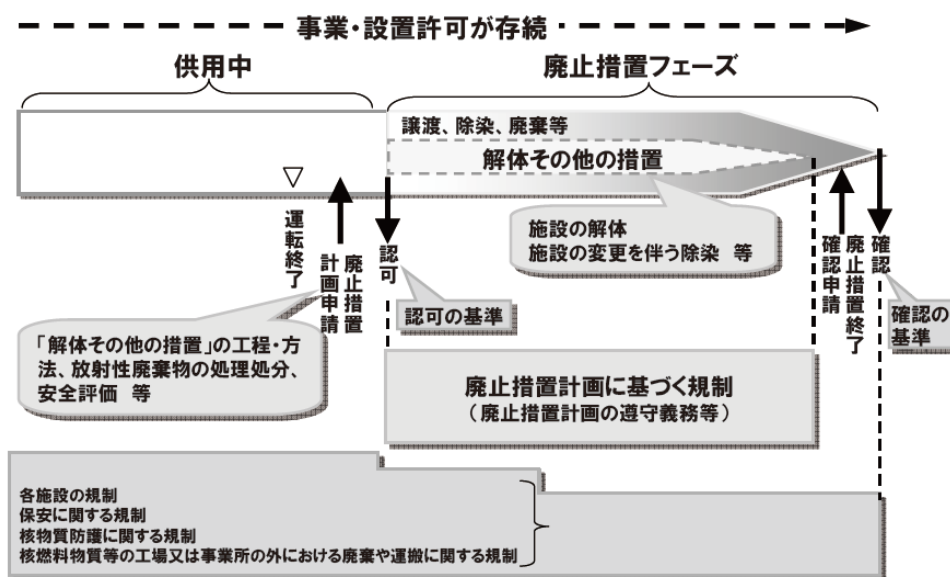 事業・設置許可が存続
供用中
廃止措置フェーズ
譲渡、除染、廃棄等
解体その他の措置
施設の解体
施設の変更を伴う除染 等
運転終了
廃止措置
計画申請
認可
廃止措置終了
確認申請
確認
認可の基準
確認の
基準
「解体その他の措置」の工程・方
法、放射性廃棄物の処理処分、
安全評価 等
廃止措置計画に基づく規制
（廃止措置計画の遵守義務等）
各施設の規制
保安に関する規制
核物質防護に関する規制
核燃料物質等の工場又は事業所の外における廃棄や運搬に関する規制